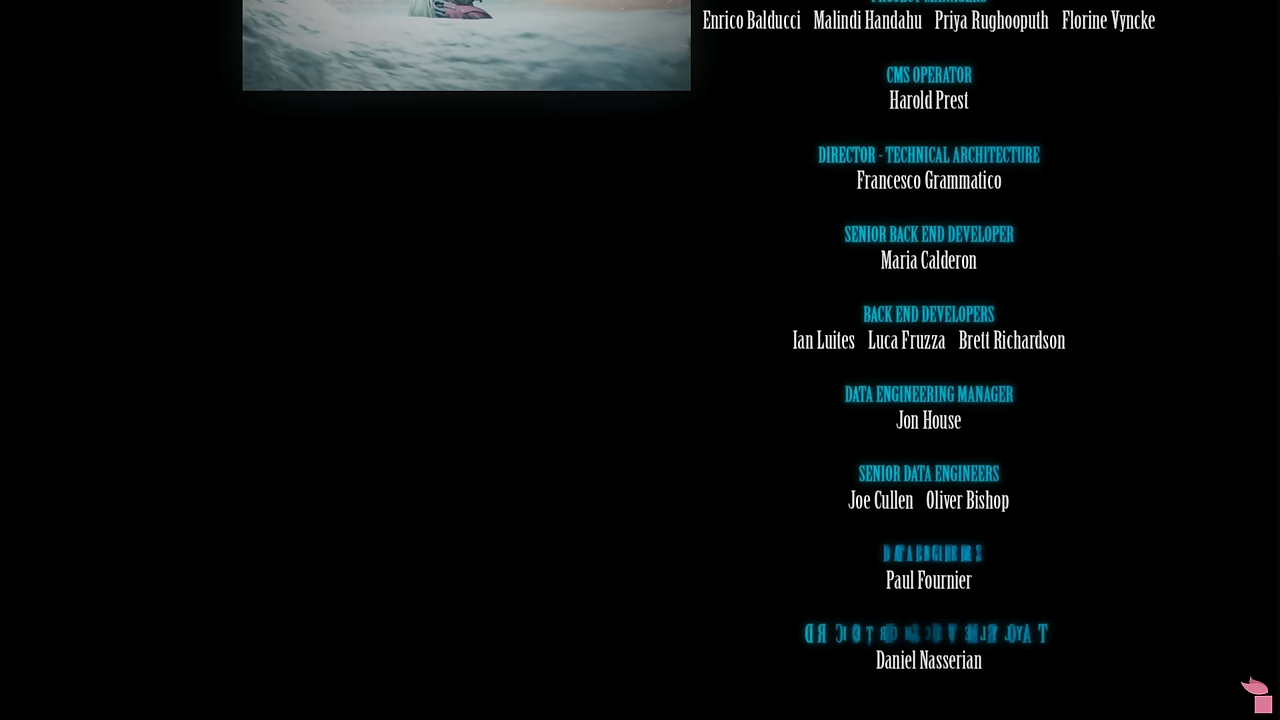 Enrico Balducci Malindi Handahu Priya Rughooputh Florine Vyncke
CMS OPERATOR
Harold Prest
DIRECTOR - TECHNICAL ARCHITECTURE
Francesco Grammatico
SENIOR BACK END DEVELOPER
Maria Calderon
BACK END DEVELOPERS
Ian Luites Luca Fruzza Brett Richardson
DATA ENGINEERING MANAGER
Jon House
SENIOR DATA ENGINEERS
Joe Cullen Oliver Bishop
Paul Fournier
Daniel Nasserian